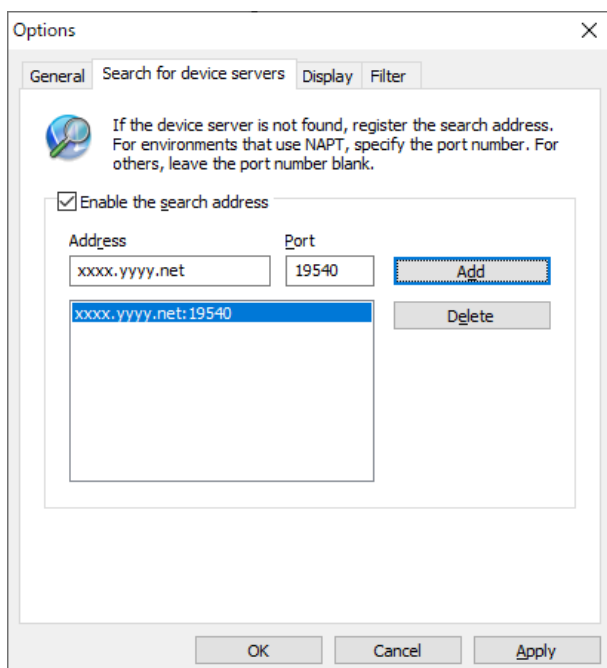 Options
General Search for device servers Display Filter
If the device server is not found, register the search address.
For environments that use NAPT, specify the port number. For
others, leave the port number blank.
Enable the search address
Address Port
xxxx.yyyy.net 19540 Add
xxxx.yyyy.net:19540 Delete
OK Cancel Apply